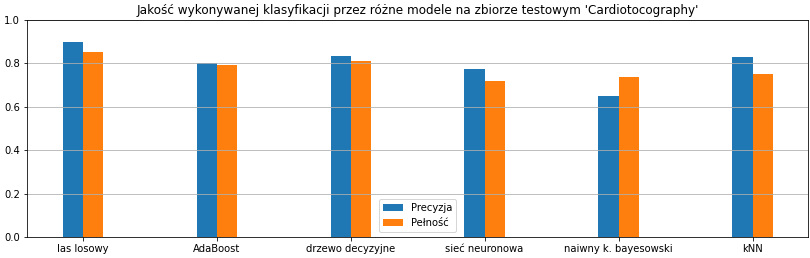 Jakość wykonywanej klasyfikacji przez różne modele na zbiorze testowym 'Cardiotocography'
1.0
0.8
0.6
0.4
0.2
0.0
Precyzja
Pełność
las losowy AdaBoost drzewo decyzyjne sieć neuronowa naiwny k. bayesowski kNN